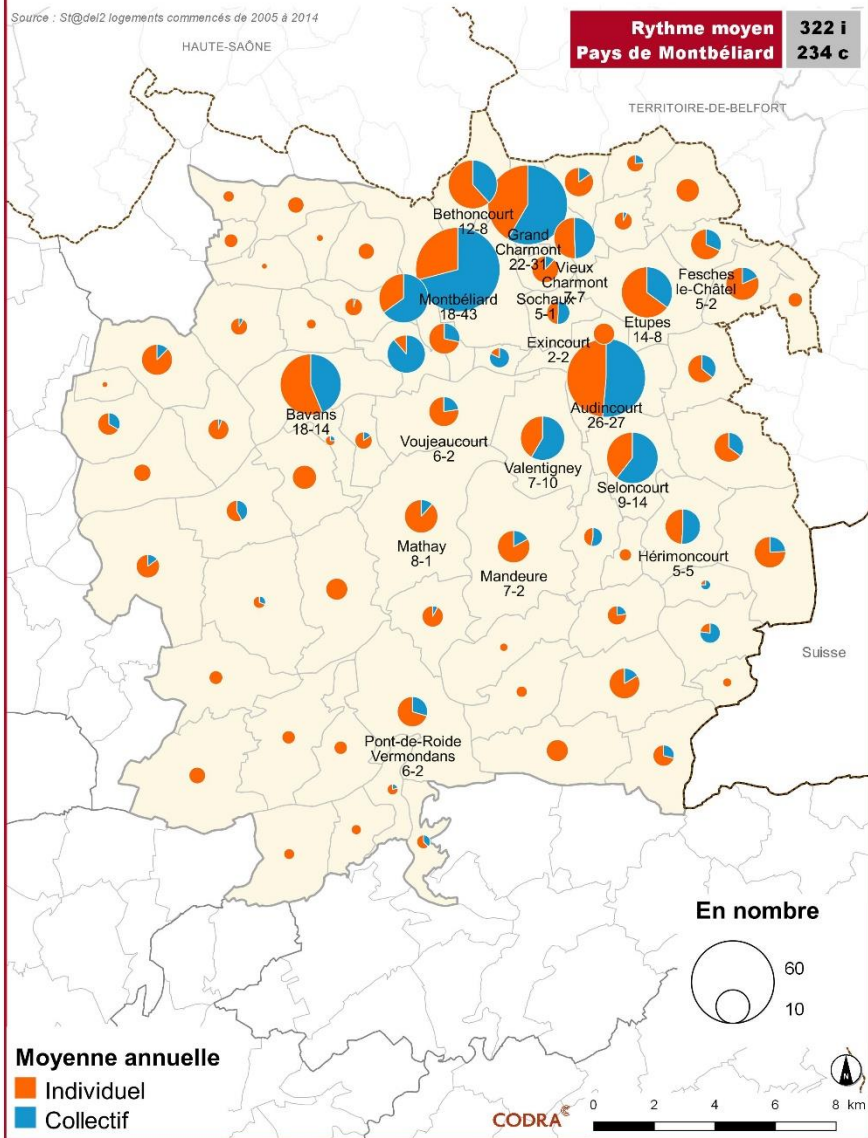 Source : St@del2 logements commencés de 2005 à 2014
Rythme moyen 322 i
Pays de Montbéliard 234 c
HAUTE-SAÔNE
TERRITOIRE-DE-BELFORT
Bethoncourt
12-8
Grand
Charmont
22-31
Vieux
Charmont
7-7
Montbéliard
18-43
Sochaux
5-1
Fesches
le-Châtel
5-2
Etupes
14-8
Exincourt
2-2
Bavans
18-14
Audincourt
26-27
Voujeaucourt
6-2
Valentigney
7-10
Seloncourt
9-14
Mathay
8-1
Mandeure
7-2
Hérimoncourt
5-5
Suisse
Pont-de-Roide
Vermondans
6-2
En nombre
60
10
Moyenne annuelle
Individuel
Collectif
CODRA
N
0 2 4 6 8 km